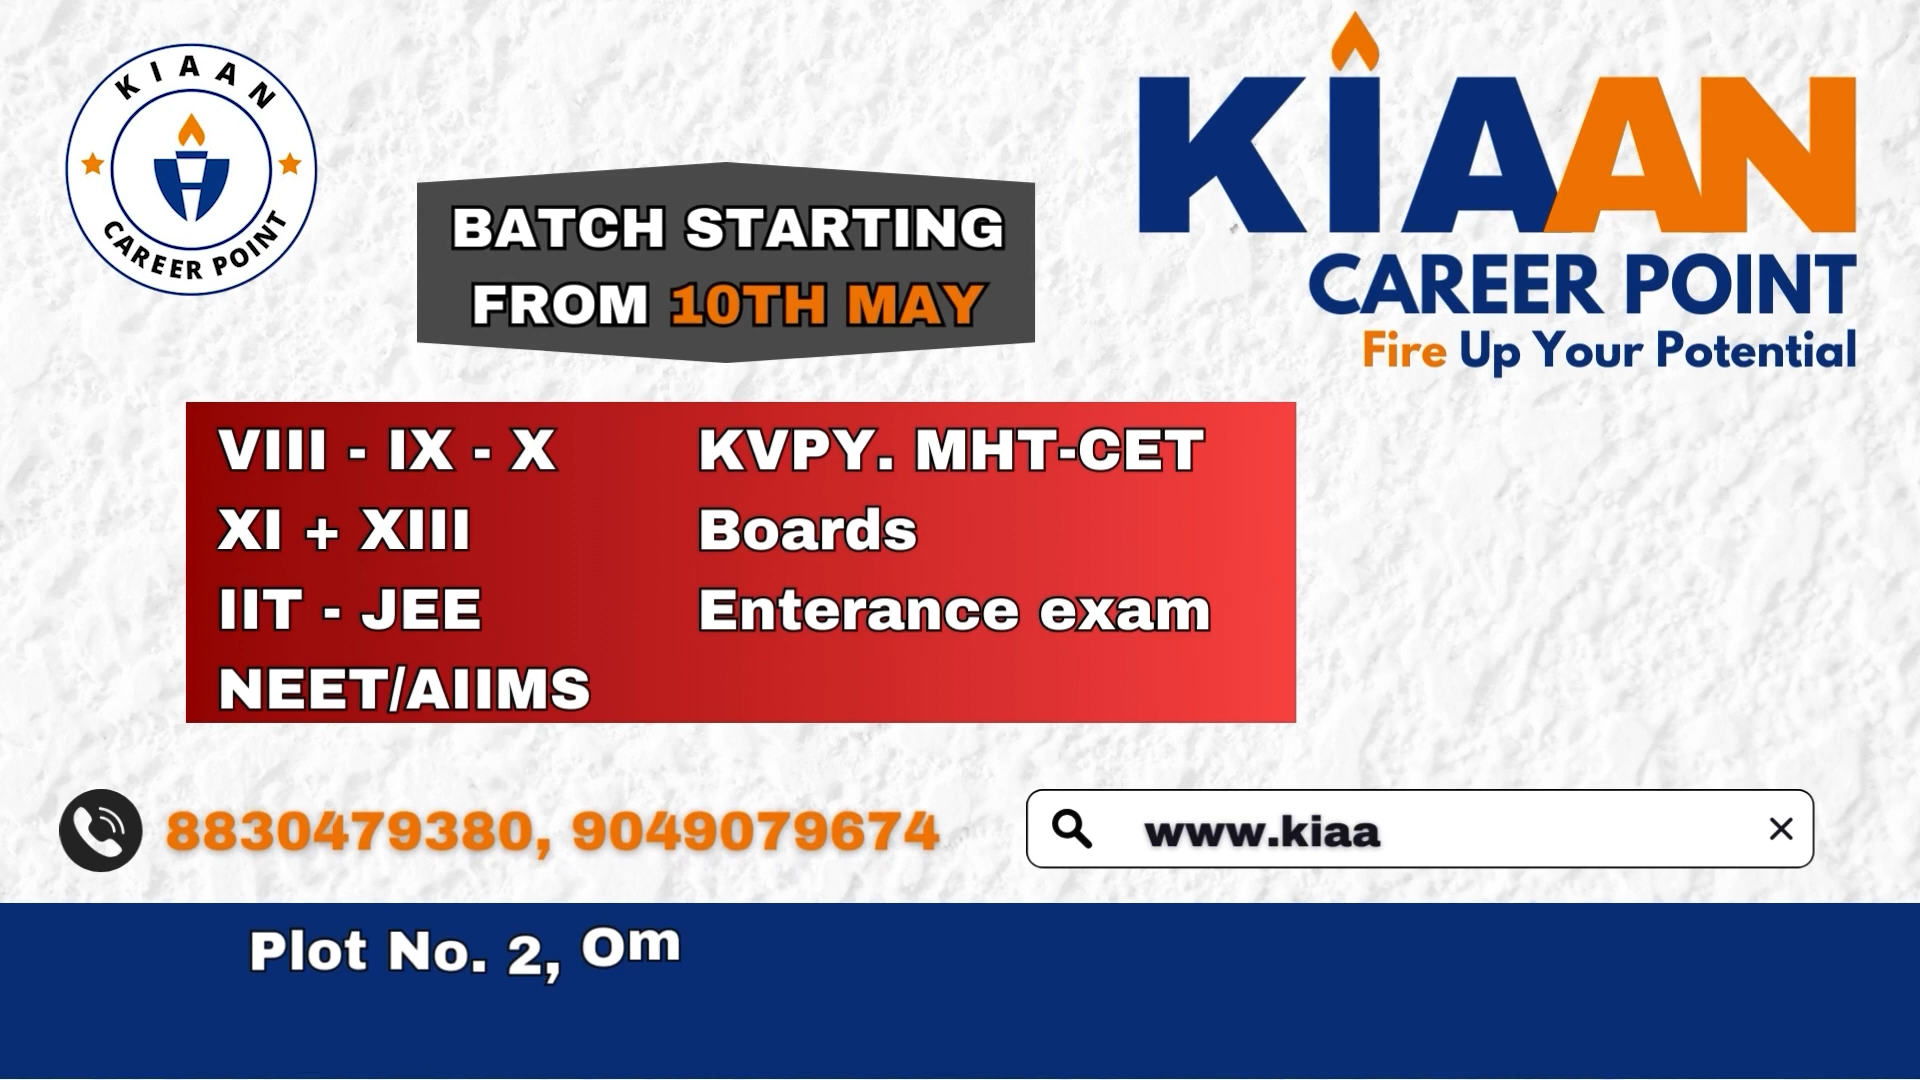 KIAAN
CAREER POINT
KIAAN
CAREER POINT
Fire Up Your Potential
BATCH STARTING
FROM 10TH MAY
VIII - IX - X
XI + XIII
IIT - JEE
NEET/AIIMS
KVPY. MHT-CET
Boards
Enterance exam
8830479380, 9049079674
www.kiaa
Plot No. 2, Om